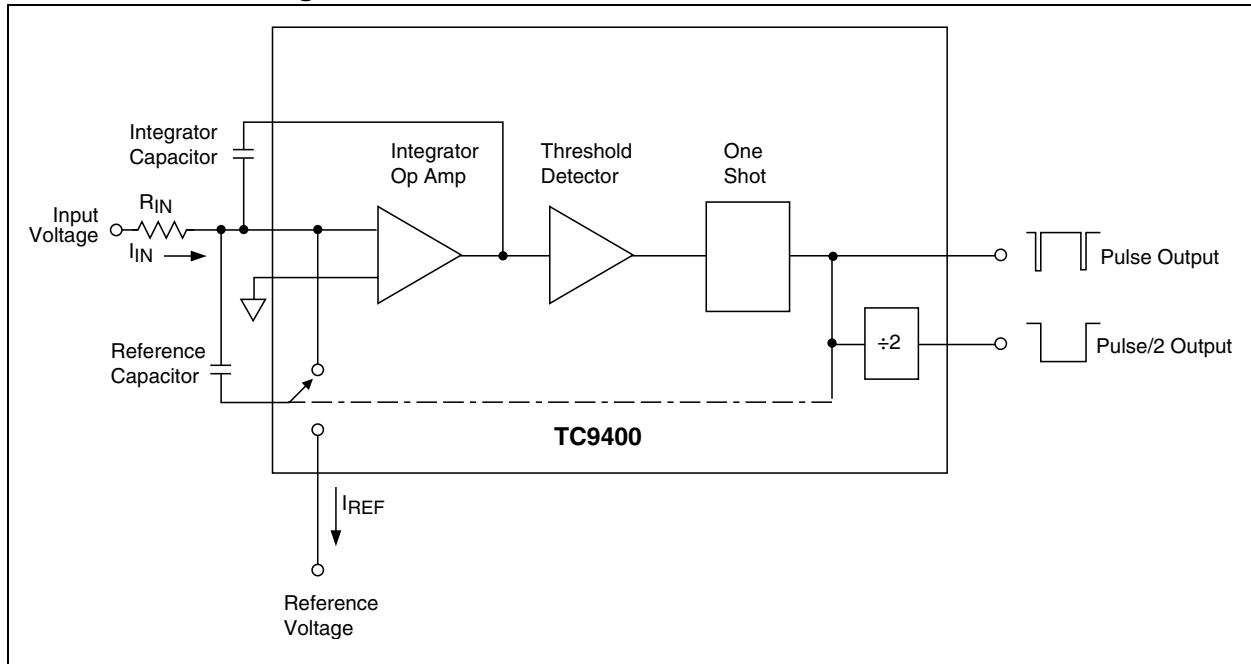 Integrator
Capacitor
Integrator
Op Amp
Threshold
Detector
One
Shot
Input
Voltage
RIN
IIN
Pulse Output
Reference
Capacitor
÷2
Pulse/2 Output
TC9400
IREF
Reference
Voltage